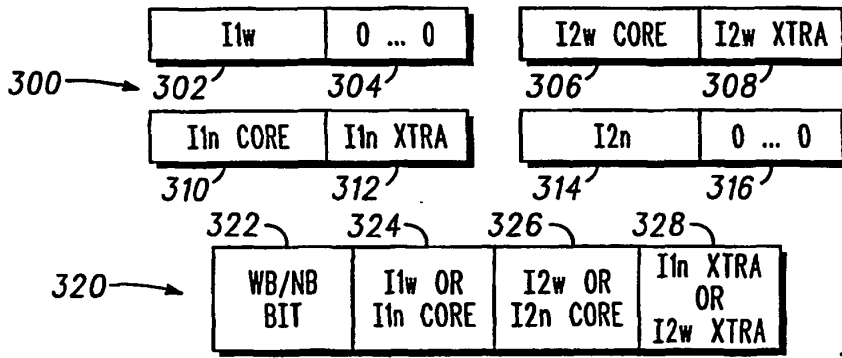 I1w 0 ... 0 I2w CORE I2w XTRA
300 302 304 306 308
I1n CORE I1n XTRA I2n 0 ... 0
310 312 314 316
322 324 326 328
320 WB/NB BIT I1w OR I1n CORE I2w OR I2n CORE I1n XTRA OR I2w XTRA